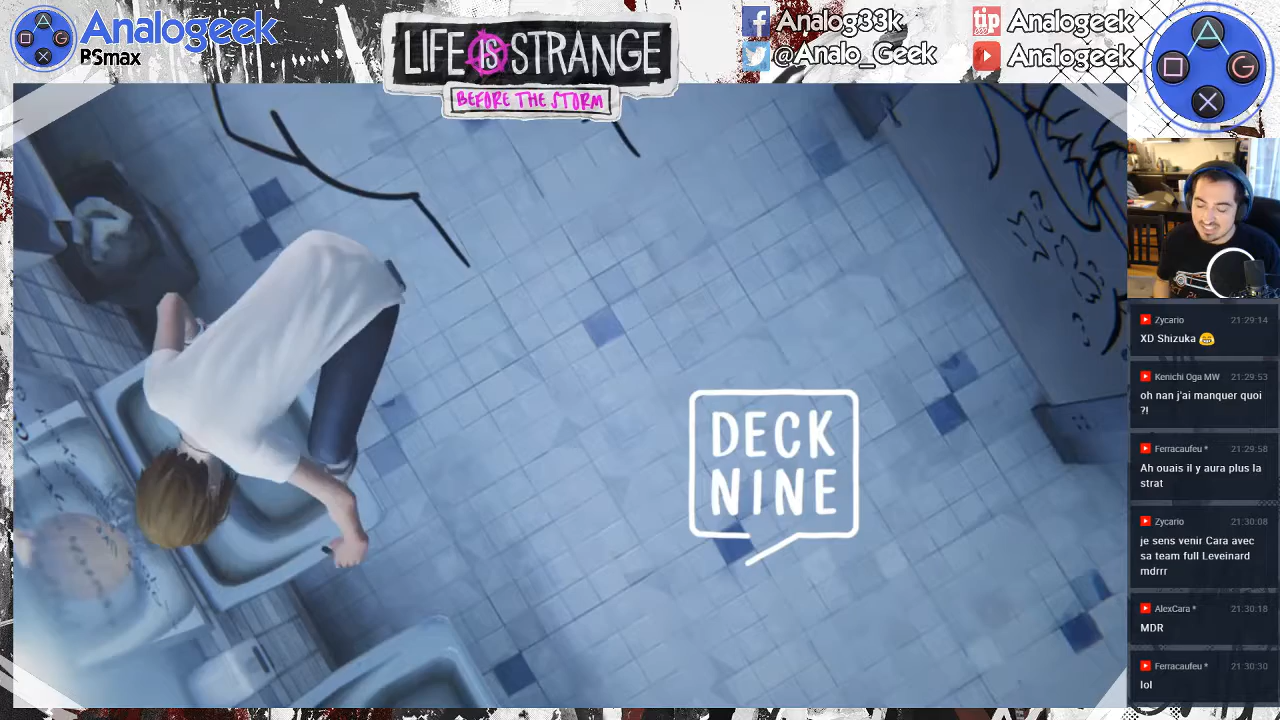 Analogeek
BSmax
LIFE IS STRANGE
BEFORE THE STORM
Analog33k
@Analo_Geek
tip Analogeek
Analogeek
DECK
NINE
Zycario 21:29:14
XD Shizuka 😂
Kenichi Oga MW 21:29:53
oh nan j'ai manquer quoi
?!
Ferracaufeu * 21:29:58
Ah ouais il y aura plus la
strat
Zycario 21:30:08
je sens venir Cara avec
sa team full Leveinard
mdrrr
AlexCara * 21:30:18
MDR
Ferracaufeu * 21:30:30
lol